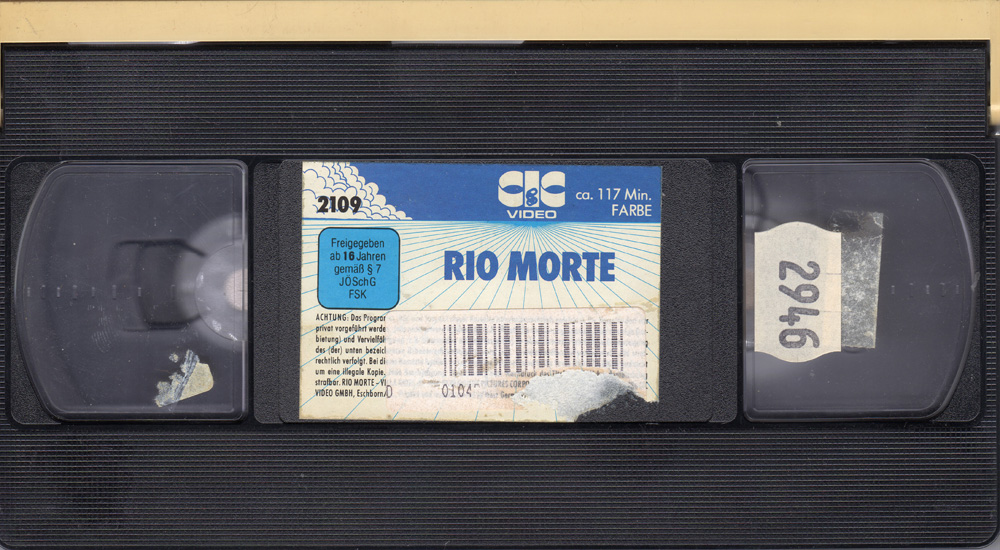 2109
CIC
VIDEO
ca. 117 Min.
FARBE
Freigegeben
ab 16 Jahren
gemäß § 7
JÖSchG
FSK
RIO MORTE
ACHTUNG: Das
privat vorgeführt werde
bietung) und Vervielfäl
des (der) unten bezeic
rechtlich verfolgt. Bei di
um eine illegale Kopie,
strafbar. RIO MORTE
VIDEO GMBH, Eschborn
0104
2946